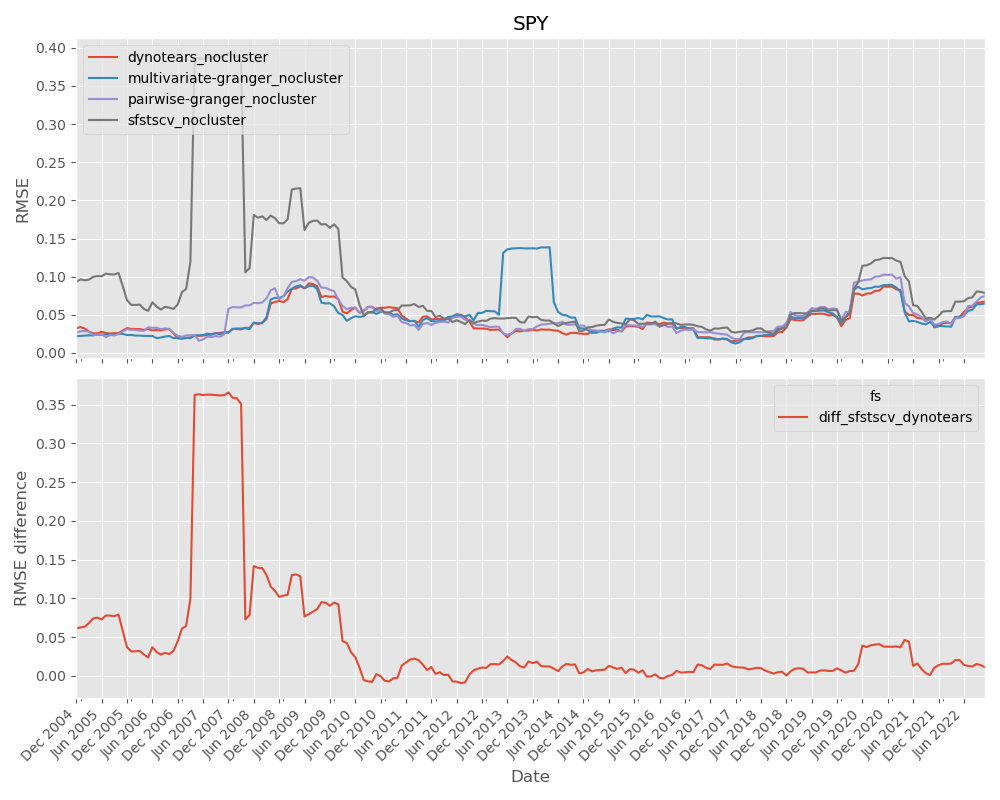 SPY
0.40
0.35
0.30
0.25
0.20
0.15
0.10
0.05
0.00
RMSE
dynotears_nocluster
multivariate-granger_nocluster
pairwise-granger_nocluster
sfstscv_nocluster
0.35
0.30
0.25
0.20
0.15
0.10
0.05
0.00
RMSE difference
fs
diff_sfstscv_dynotears
Dec 2004
Jun 2005
Dec 2005
Jun 2006
Dec 2006
Jun 2007
Dec 2007
Jun 2008
Dec 2008
Jun 2009
Dec 2009
Jun 2010
Dec 2010
Jun 2011
Dec 2011
Jun 2012
Dec 2012
Jun 2013
Dec 2013
Jun 2014
Dec 2014
Jun 2015
Dec 2015
Jun 2016
Dec 2016
Jun 2017
Dec 2017
Jun 2018
Dec 2018
Jun 2019
Dec 2019
Jun 2020
Dec 2020
Jun 2021
Dec 2021
Jun 2022
Date